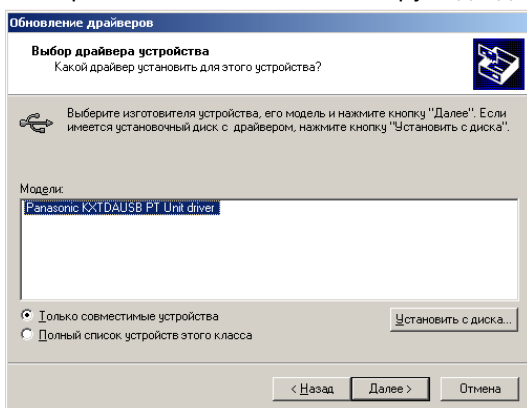 Обновление драйверов
Выбор драйвера устройства
Какой драйвер установить для этого устройства?
Выберите изготовителя устройства, его модель и нажмите кнопку "Далее". Если
имеется установочный диск с драйвером, нажмите кнопку "Установить с диска".
Модели:
Panasonic KXTDAUSB PT Unit driver
Только совместимые устройства
Установить с диска...
Полный список устройств этого класса
< Назад
Далее >
Отмена